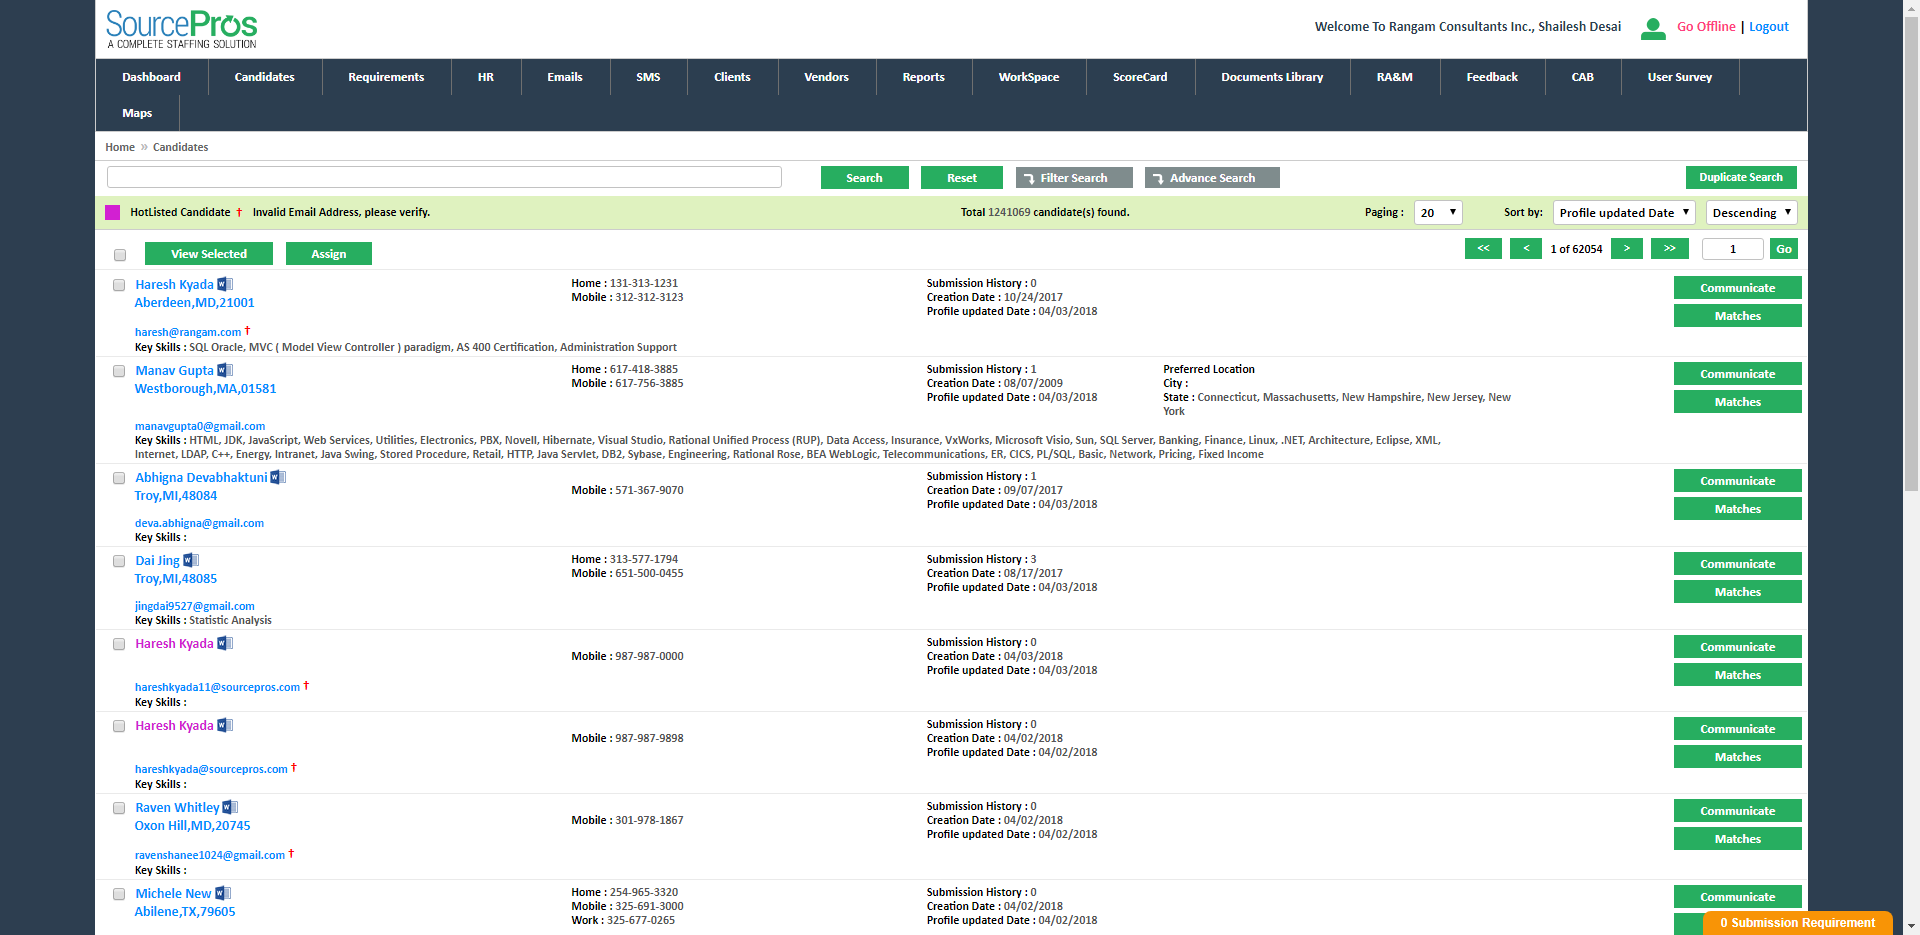 SourcePros
A COMPLETE STAFFING SOLUTION
Welcome To Rangam Consultants Inc., Shailesh Desai Go Offline | Logout
Dashboard Candidates Requirements HR Emails SMS Clients Vendors Reports WorkSpace ScoreCard Documents Library RA&M Feedback CAB User Survey
Maps
Home » Candidates
Search Reset Filter Search Advance Search Duplicate Search
HotListed Candidate † Invalid Email Address, please verify. Total 1241069 candidate(s) found. Paging : 20 Sort by: Profile updated Date Descending
View Selected Assign << < 1 of 62054 > >> 1 Go
Haresh Kyada Home : 131-313-1231 Submission History : 0 Communicate
Aberdeen,MD,21001 Mobile : 312-312-3123 Creation Date : 10/24/2017
Profile updated Date : 04/03/2018 Matches
haresh@rangam.com †
Key Skills : SQL Oracle, MVC ( Model View Controller ) paradigm, AS 400 Certification, Administration Support
Manav Gupta Home : 617-418-3885 Submission History : 1 Preferred Location Communicate
Westborough,MA,01581 Mobile : 617-756-3885 Creation Date : 08/07/2009 City :
Profile updated Date : 04/03/2018 State : Connecticut, Massachusetts, New Hampshire, New Jersey, New Matches
York
manavgupta0@gmail.com
Key Skills : HTML, JDK, JavaScript, Web Services, Utilities, Electronics, PBX, Novell, Hibernate, Visual Studio, Rational Unified Process (RUP), Data Access, Insurance, VxWorks, Microsoft Visio, Sun, SQL Server, Banking, Finance, Linux, .NET, Architecture, Eclipse, XML,
Internet, LDAP, C++, Energy, Intranet, Java Swing, Stored Procedure, Retail, HTTP, Java Servlet, DB2, Sybase, Engineering, Rational Rose, BEA WebLogic, Telecommunications, ER, CICS, PL/SQL, Basic, Network, Pricing, Fixed Income
Abhigna Devabhaktuni Submission History : 1 Communicate
Troy,MI,48084 Mobile : 571-367-9070 Creation Date : 09/07/2017
Profile updated Date : 04/03/2018 Matches
deva.abhigna@gmail.com
Key Skills :
Dai Jing Home : 313-577-1794 Submission History : 3 Communicate
Troy,MI,48085 Mobile : 651-500-0455 Creation Date : 08/17/2017
Profile updated Date : 04/03/2018 Matches
jingdai9527@gmail.com
Key Skills : Statistic Analysis
Haresh Kyada Submission History : 0 Communicate
Mobile : 987-987-0000 Creation Date : 04/03/2018
Profile updated Date : 04/03/2018 Matches
hareshkyada11@sourcepros.com †
Key Skills :
Haresh Kyada Submission History : 0 Communicate
Mobile : 987-987-9898 Creation Date : 04/02/2018
Profile updated Date : 04/02/2018 Matches
hareshkyada@sourcepros.com †
Key Skills :
Raven Whitley Submission History : 0 Communicate
Oxon Hill,MD,20745 Mobile : 301-978-1867 Creation Date : 04/02/2018
Profile updated Date : 04/02/2018 Matches
ravenshanee1024@gmail.com †
Key Skills :
Michele New Home : 254-965-3320 Submission History : 0 Communicate
Abilene,TX,79605 Mobile : 325-691-3000 Creation Date : 04/02/2018
Work : 325-677-0265 Profile updated Date : 04/02/2018
0 Submission Requirement